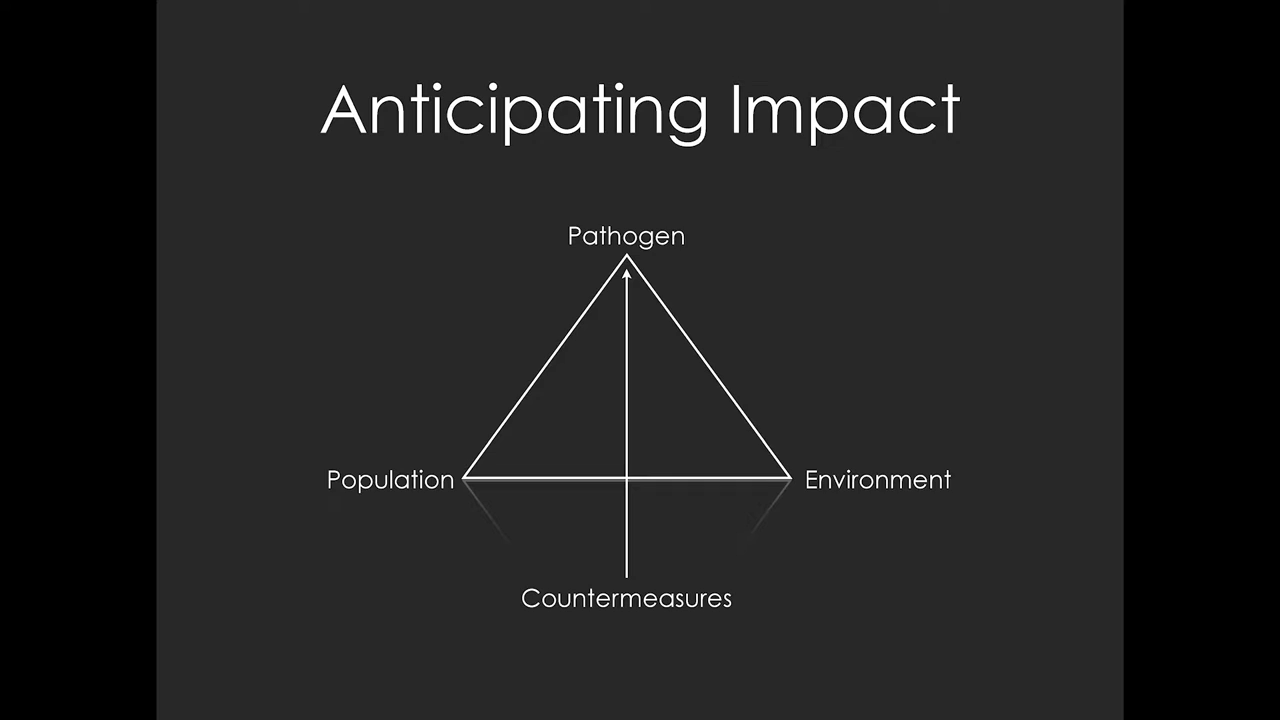 Anticipating Impact
Pathogen
Population
Environment
Countermeasures